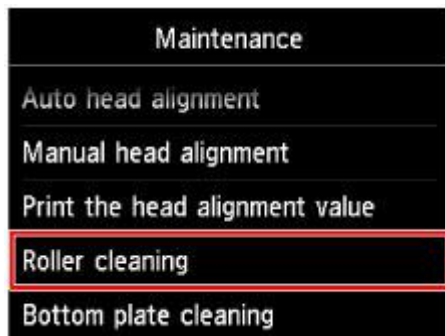 Maintenance
Auto head alignment
Manual head alignment
Print the head alignment value
Roller cleaning
Bottom plate cleaning